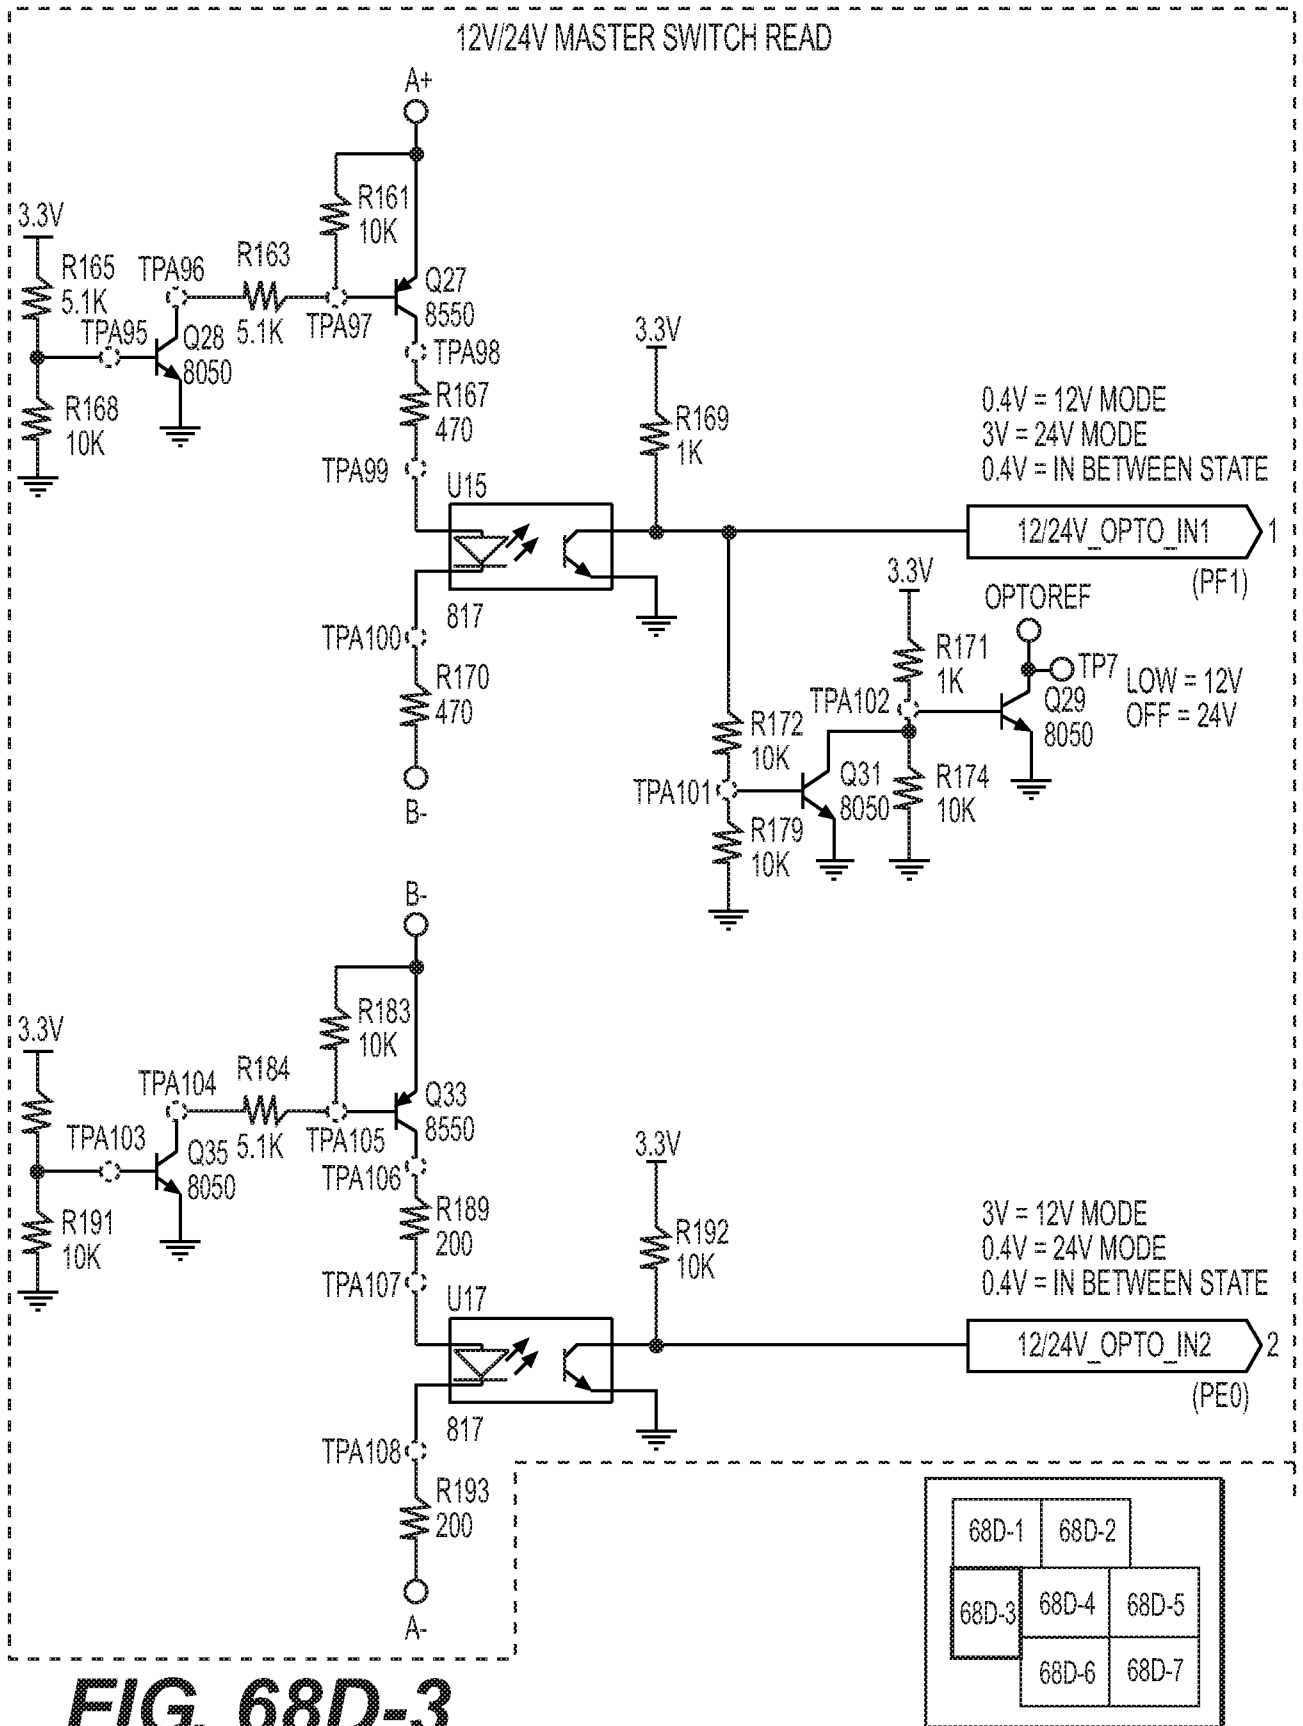 12V/24V MASTER SWITCH READ
A+
R161
10K
3.3V
R165
5.1K
TPA96
R163
5.1K
TPA97
Q27
8550
TPA95
Q28
8050
TPA98
R168
10K
R167
470
TPA99
3.3V
R169
1K
U15
817
0.4V = 12V MODE
3V = 24V MODE
0.4V = IN BETWEEN STATE
12/24V_OPTO_IN1
1
(PF1)
TPA100
R170
470
B-
3.3V
OPTOREF
R171
1K
TP7
TPA102
Q29
8050
LOW = 12V
OFF = 24V
R172
10K
TPA101
Q31
8050
R174
10K
R179
10K
B-
R183
10K
3.3V
TPA104
R184
5.1K
TPA105
Q33
8550
TPA103
Q35
8050
TPA106
R191
10K
R189
200
TPA107
3.3V
R192
10K
U17
817
3V = 12V MODE
0.4V = 24V MODE
0.4V = IN BETWEEN STATE
12/24V_OPTO_IN2
2
(PE0)
TPA108
R193
200
A-
68D-1
68D-2
68D-3
68D-4
68D-5
68D-6
68D-7
FIG. 68D-3